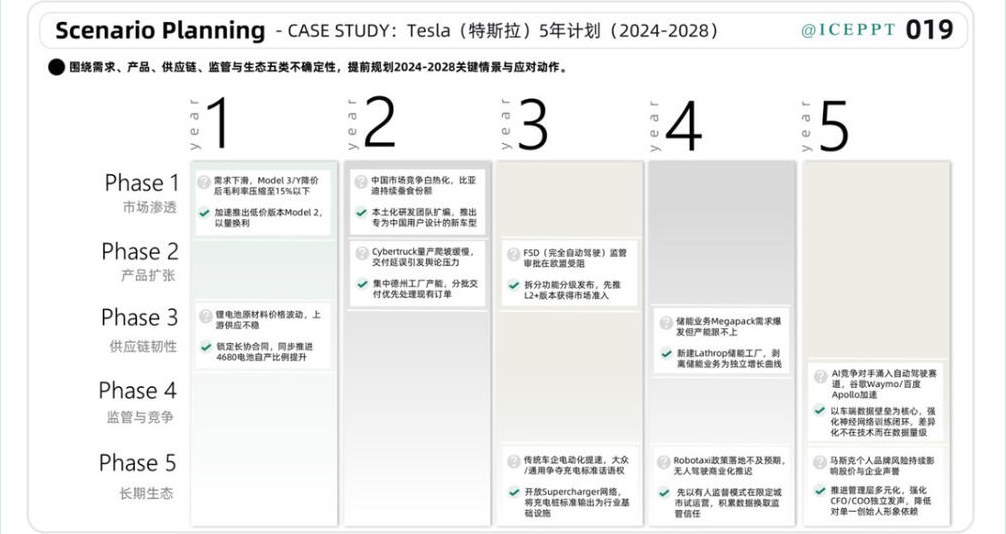 Scenario Planning - CASE STUDY：Tesla（特斯拉）5年计划（2024-2028）
@ICEPPT 019
围绕需求、产品、供应链、监管与生态五类不确定性，提前规划2024-2028关键情景与应对动作。
year 1
year 2
year 3
year 4
year 5
Phase 1
市场渗透
? 需求下滑，Model 3/Y降价
后毛利率压缩至15%以下
加速推出低价版本Model 2，
以量换利
? 中国市场竞争白热化，比亚
迪持续蚕食份额
本土化研发团队扩编，推出
专为中国用户设计的新车型
Phase 2
产品扩张
? Cybertruck量产爬坡缓慢，
交付延误引发舆论压力
集中德州工厂产能，分批交
付优先处理现有订单
? FSD（完全自动驾驶）监管
审批在欧盟受阻
拆分功能分级发布，先推
L2+版本获得市场准入
Phase 3
供应链韧性
? 锂电池原材料价格波动，上
游供应不稳
锁定长协合同，同步推进
4680电池自产比例提升
? 储能业务Megapack需求爆
发但产能跟不上
新建Lathrop储能工厂，剥
离储能业务为独立增长曲线
Phase 4
监管与竞争
? AI竞争对手涌入自动驾驶赛
道，谷歌Waymo/百度
Apollo加速
以车端数据壁垒为核心，强
化神经网络训练闭环，差异
化不在技术而在数据量级
Phase 5
长期生态
? 传统车企电动化提速，大众
/通用争夺充电标准话语权
开放Supercharger网络，
将充电桩标准输出为行业基
础设施
? Robotaxi政策落地不及预期，
无人驾驶商业化推迟
先以有人监督模式在限定城
市试运营，积累数据换取监
管信任
? 马斯克个人品牌风险持续影
响股价与企业声誉
推进管理层多元化，强化
CFO/COO独立发声，降低
对单一创始人形象依赖